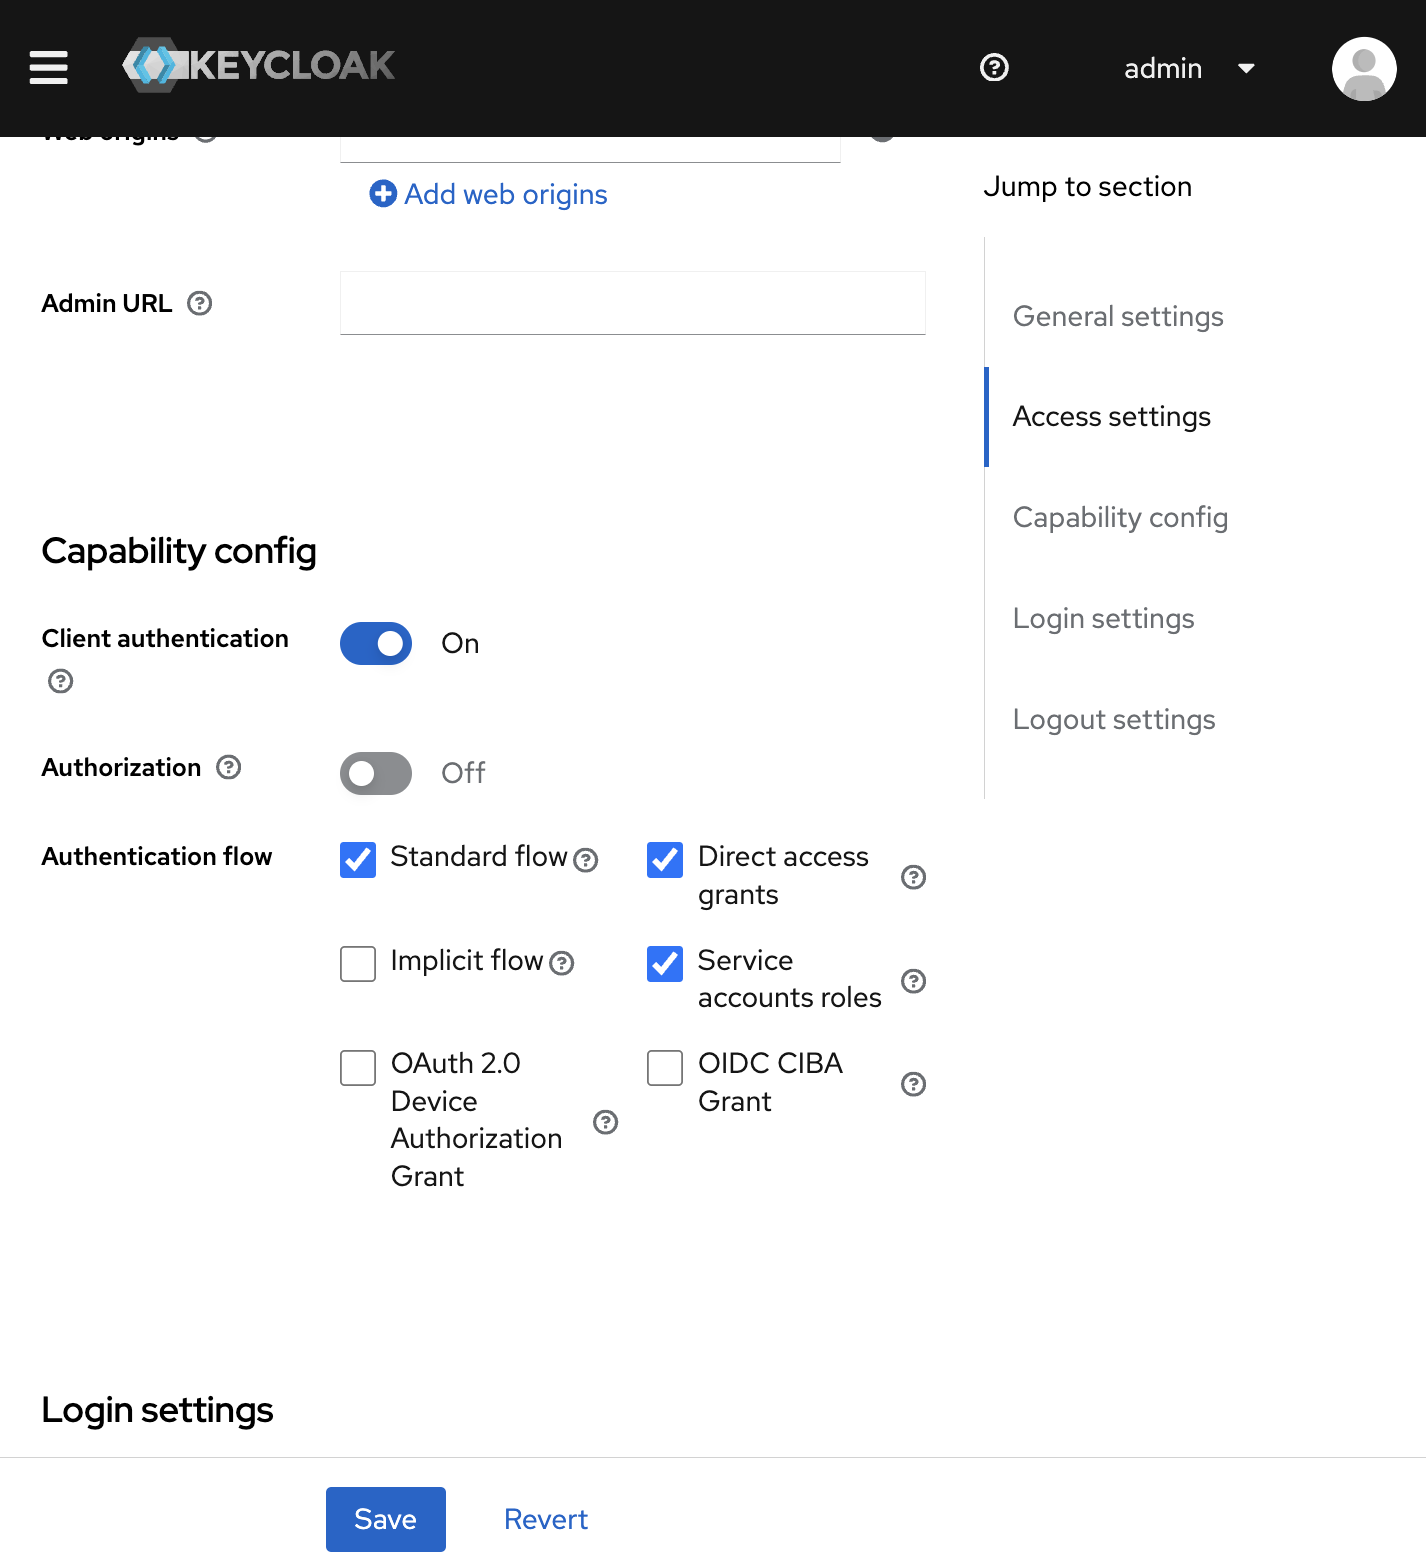 KEYCLOAK
admin
Web origins
Add web origins
Jump to section
Admin URL
General settings
Access settings
Capability config
Login settings
Logout settings
Capability config
Client authentication
On
Authorization
Off
Authentication flow
Standard flow
Direct access
grants
Implicit flow
Service
accounts roles
OAuth 2.0
Device
Authorization
Grant
OIDC CIBA
Grant
Login settings
Save
Revert